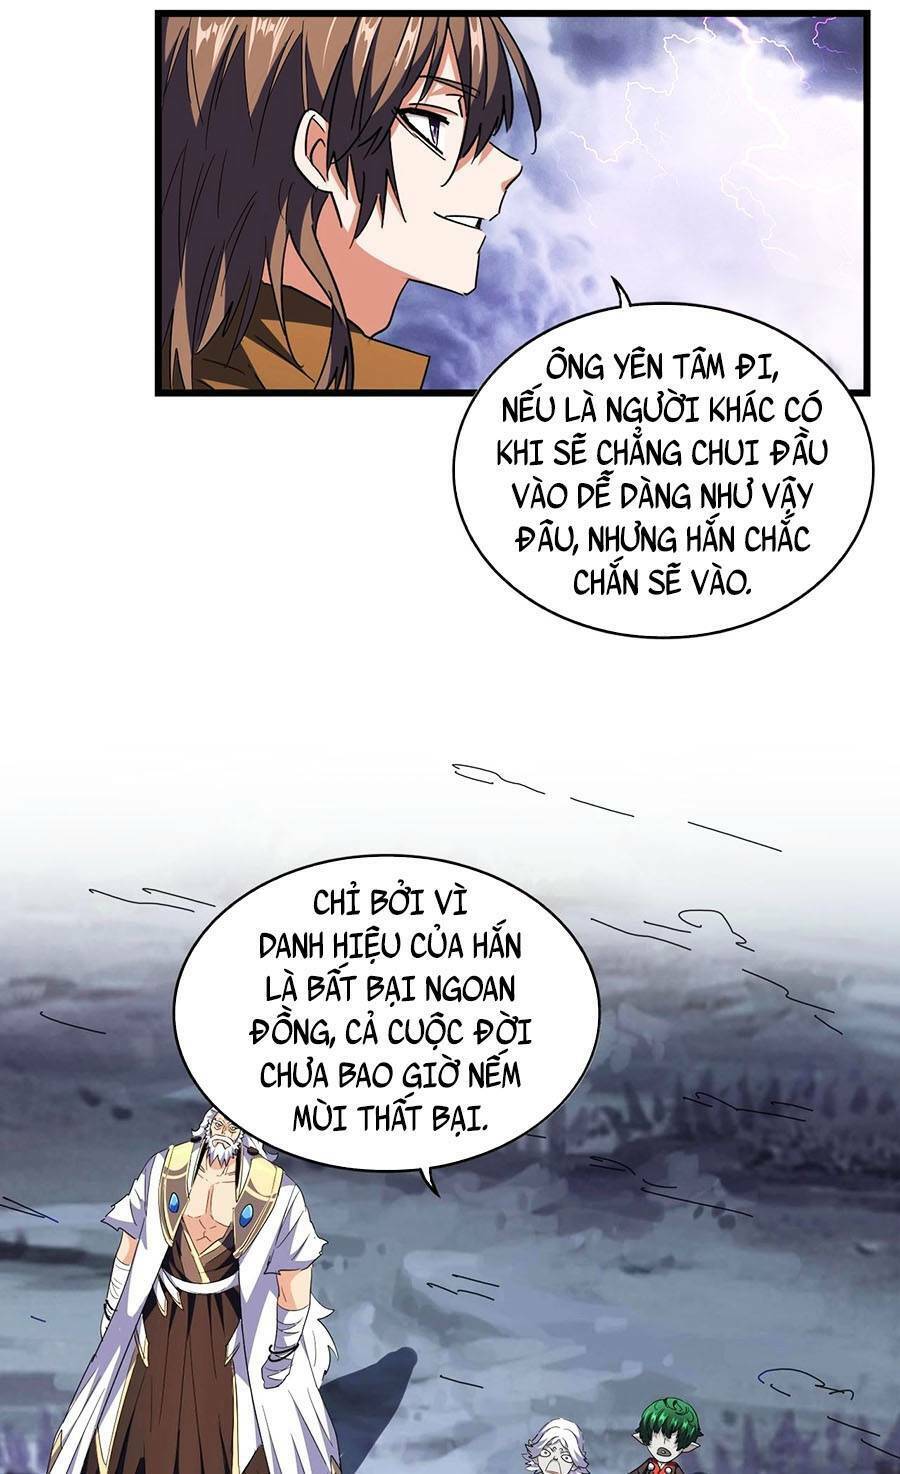 ÔNG YÊN TÂM ĐI,
NẾU LÀ NGƯỜI KHÁC CÓ
KHI SẼ CHẲNG CHUI ĐẦU
VÀO DỄ DÀNG NHƯ VẬY
ĐÂU, NHƯNG HẮN CHẮC
CHẮN SẼ VÀO.
CHỈ BỞI VÌ
DANH HIỆU CỦA HẮN
LÀ BẤT BẠI NGOAN
ĐỒNG, CẢ CUỘC ĐỜI
CHƯA BAO GIỜ NẾM
MÙI THẤT BẠI.